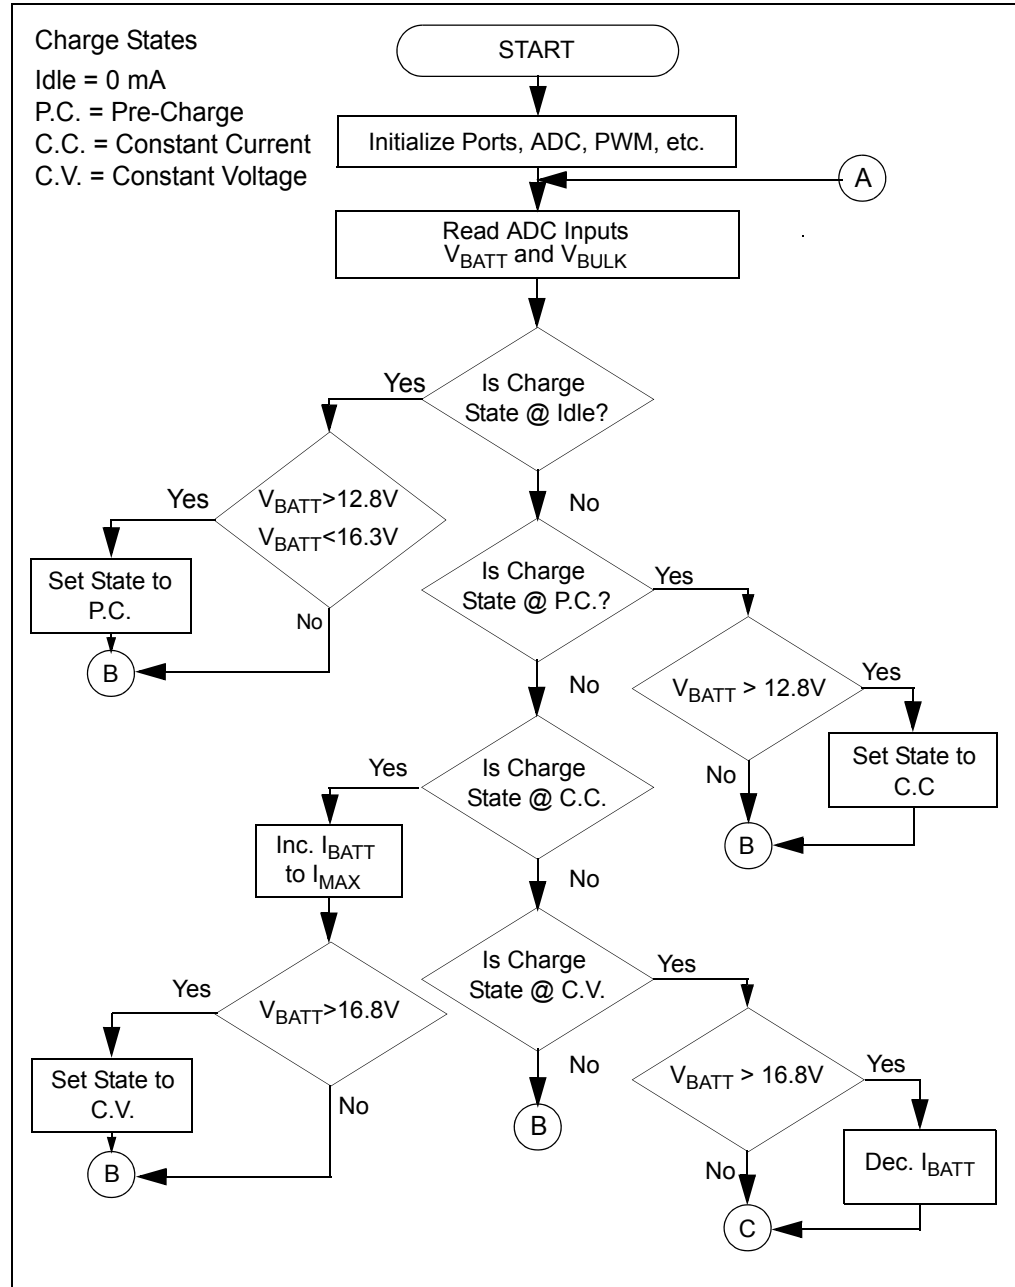 Charge States
Idle = 0 mA
P.C. = Pre-Charge
C.C. = Constant Current
C.V. = Constant Voltage
START
Initialize Ports, ADC, PWM, etc.
A
Read ADC Inputs
VBATT and VBULK
Is Charge
State @ Idle?
Yes
No
VBATT>12.8V
VBATT<16.3V
Yes
No
Set State to
P.C.
B
Is Charge
State @ P.C.?
Yes
No
VBATT > 12.8V
Yes
No
Set State to
C.C
B
Is Charge
State @ C.C.
Yes
No
Inc. IBATT
to IMAX
VBATT>16.8V
Yes
No
Set State to
C.V.
B
Is Charge
State @ C.V.
Yes
No
B
VBATT > 16.8V
Yes
No
Dec. IBATT
C